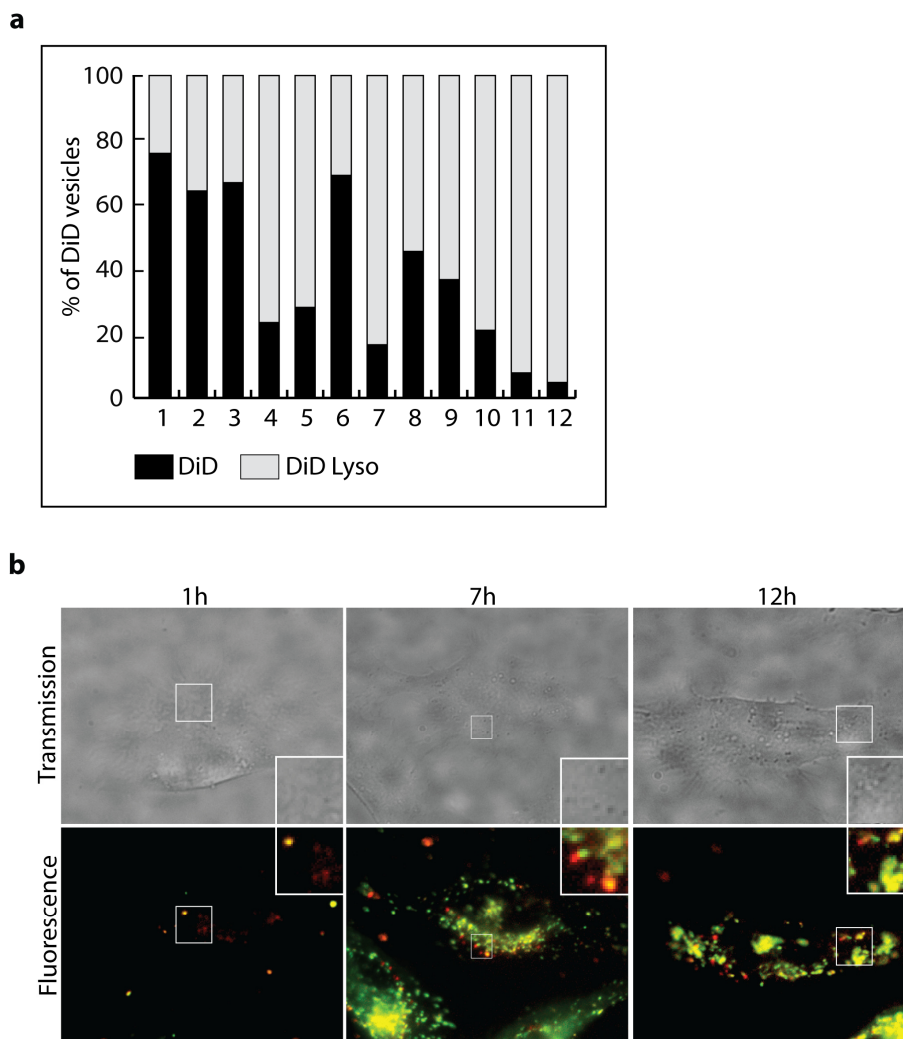 a
% of DiD vesicles
100
80
60
40
20
0
1 2 3 4 5 6 7 8 9 10 11 12
DiD DiD Lyso
b
1h 7h 12h
Transmission
Fluorescence